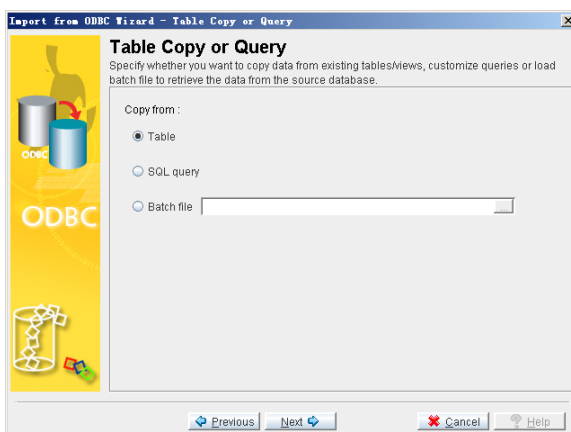 Import from ODBC Wizard - Table Copy or Query
Table Copy or Query
Specify whether you want to copy data from existing tables/views, customize queries or load
batch file to retrieve the data from the source database.
Copy from :
Table
SQL query
Batch file
...
ODBC
ODBC
Previous
Next
Cancel
Help